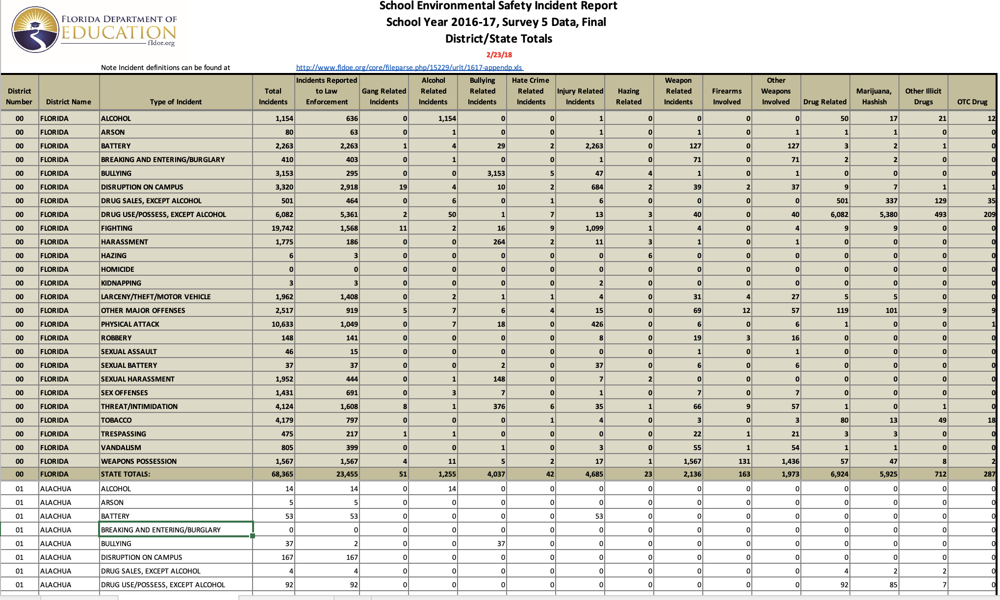 School Environmental Safety Incident Report
FLORIDA DEPARTMENT OF
EDUCATION
fldoe.org
School Year 2016-17, Survey 5 Data, Final
District/State Totals
2/23/18
Note Incident definitions can be found at http://www.fldoe.org/core/fileparse.php/15229/urlt/1617-appendp.xls
District Number District Name Type of Incident Total Incidents Incidents Reported to Law Enforcement Gang Related Incidents Alcohol Related Incidents Bullying Related Incidents Hate Crime Related Incidents Injury Related Incidents Hazing Related Weapon Related Incidents Firearms Involved Other Weapons Involved Drug Related Marijuana, Hashish Other Illicit Drugs OTC Drug
00 FLORIDA ALCOHOL 1,154 636 0 1,154 0 0 1 0 0 0 0 50 17 21 12
00 FLORIDA ARSON 80 63 0 1 0 0 1 0 1 0 1 1 1 0 0
00 FLORIDA BATTERY 2,263 2,263 1 4 29 2 2,263 0 127 0 127 3 2 1 0
00 FLORIDA BREAKING AND ENTERING/BURGLARY 410 403 0 1 0 0 1 0 71 0 71 2 2 0 0
00 FLORIDA BULLYING 3,153 295 0 0 3,153 5 47 4 1 0 1 0 0 0 0
00 FLORIDA DISRUPTION ON CAMPUS 3,320 2,918 19 4 10 2 684 2 39 2 37 9 7 1 1
00 FLORIDA DRUG SALES, EXCEPT ALCOHOL 501 464 0 6 0 1 6 0 0 0 0 501 337 129 35
00 FLORIDA DRUG USE/POSSESS, EXCEPT ALCOHOL 6,082 5,361 2 50 1 7 13 3 40 0 40 6,082 5,380 493 209
00 FLORIDA FIGHTING 19,742 1,568 11 2 16 9 1,099 1 4 0 4 9 9 0 0
00 FLORIDA HARASSMENT 1,775 186 0 0 264 2 11 3 1 0 1 0 0 0 0
00 FLORIDA HAZING 6 3 0 0 0 0 0 6 0 0 0 0 0 0 0
00 FLORIDA HOMICIDE 0 0 0 0 0 0 0 0 0 0 0 0 0 0 0
00 FLORIDA KIDNAPPING 3 3 0 0 0 0 2 0 0 0 0 0 0 0 0
00 FLORIDA LARCENY/THEFT/MOTOR VEHICLE 1,962 1,408 0 2 1 1 4 0 31 4 27 5 5 0 0
00 FLORIDA OTHER MAJOR OFFENSES 2,517 919 5 7 6 4 15 0 69 12 57 119 101 9 9
00 FLORIDA PHYSICAL ATTACK 10,633 1,049 0 7 18 0 426 0 6 0 6 1 0 0 1
00 FLORIDA ROBBERY 148 141 0 0 0 0 8 0 19 3 16 0 0 0 0
00 FLORIDA SEXUAL ASSAULT 46 15 0 0 0 0 0 0 1 0 1 0 0 0 0
00 FLORIDA SEXUAL BATTERY 37 37 0 0 2 0 37 0 6 0 6 0 0 0 0
00 FLORIDA SEXUAL HARASSMENT 1,952 444 0 1 148 0 7 2 0 0 0 0 0 0 0
00 FLORIDA SEX OFFENSES 1,431 691 0 3 7 0 1 0 7 0 7 0 0 0 0
00 FLORIDA THREAT/INTIMIDATION 4,124 1,608 8 1 376 6 35 1 66 9 57 1 0 1 0
00 FLORIDA TOBACCO 4,179 797 0 0 0 1 4 0 3 0 3 80 13 49 18
00 FLORIDA TRESPASSING 475 217 1 1 0 0 0 0 22 1 21 3 3 0 0
00 FLORIDA VANDALISM 805 399 0 0 1 0 3 0 55 1 54 1 1 0 0
00 FLORIDA WEAPONS POSSESSION 1,567 1,567 4 11 5 2 17 1 1,567 131 1,436 57 47 8 2
00 FLORIDA STATE TOTALS: 68,365 23,455 51 1,255 4,037 42 4,685 23 2,136 163 1,973 6,924 5,925 712 287
01 ALACHUA ALCOHOL 14 14 0 14 0 0 0 0 0 0 0 0 0 0 0
01 ALACHUA ARSON 5 5 0 0 0 0 0 0 0 0 0 0 0 0 0
01 ALACHUA BATTERY 53 53 0 0 0 0 53 0 0 0 0 0 0 0 0
01 ALACHUA BREAKING AND ENTERING/BURGLARY 0 0 0 0 0 0 0 0 0 0 0 0 0 0 0
01 ALACHUA BULLYING 37 2 0 0 37 0 0 0 0 0 0 0 0 0 0
01 ALACHUA DISRUPTION ON CAMPUS 167 167 0 0 0 0 0 0 0 0 0 0 0 0 0
01 ALACHUA DRUG SALES, EXCEPT ALCOHOL 4 4 0 0 0 0 0 0 0 0 0 4 2 2 0
01 ALACHUA DRUG USE/POSSESS, EXCEPT ALCOHOL 92 92 0 0 0 0 0 0 0 0 0 92 85 7 0